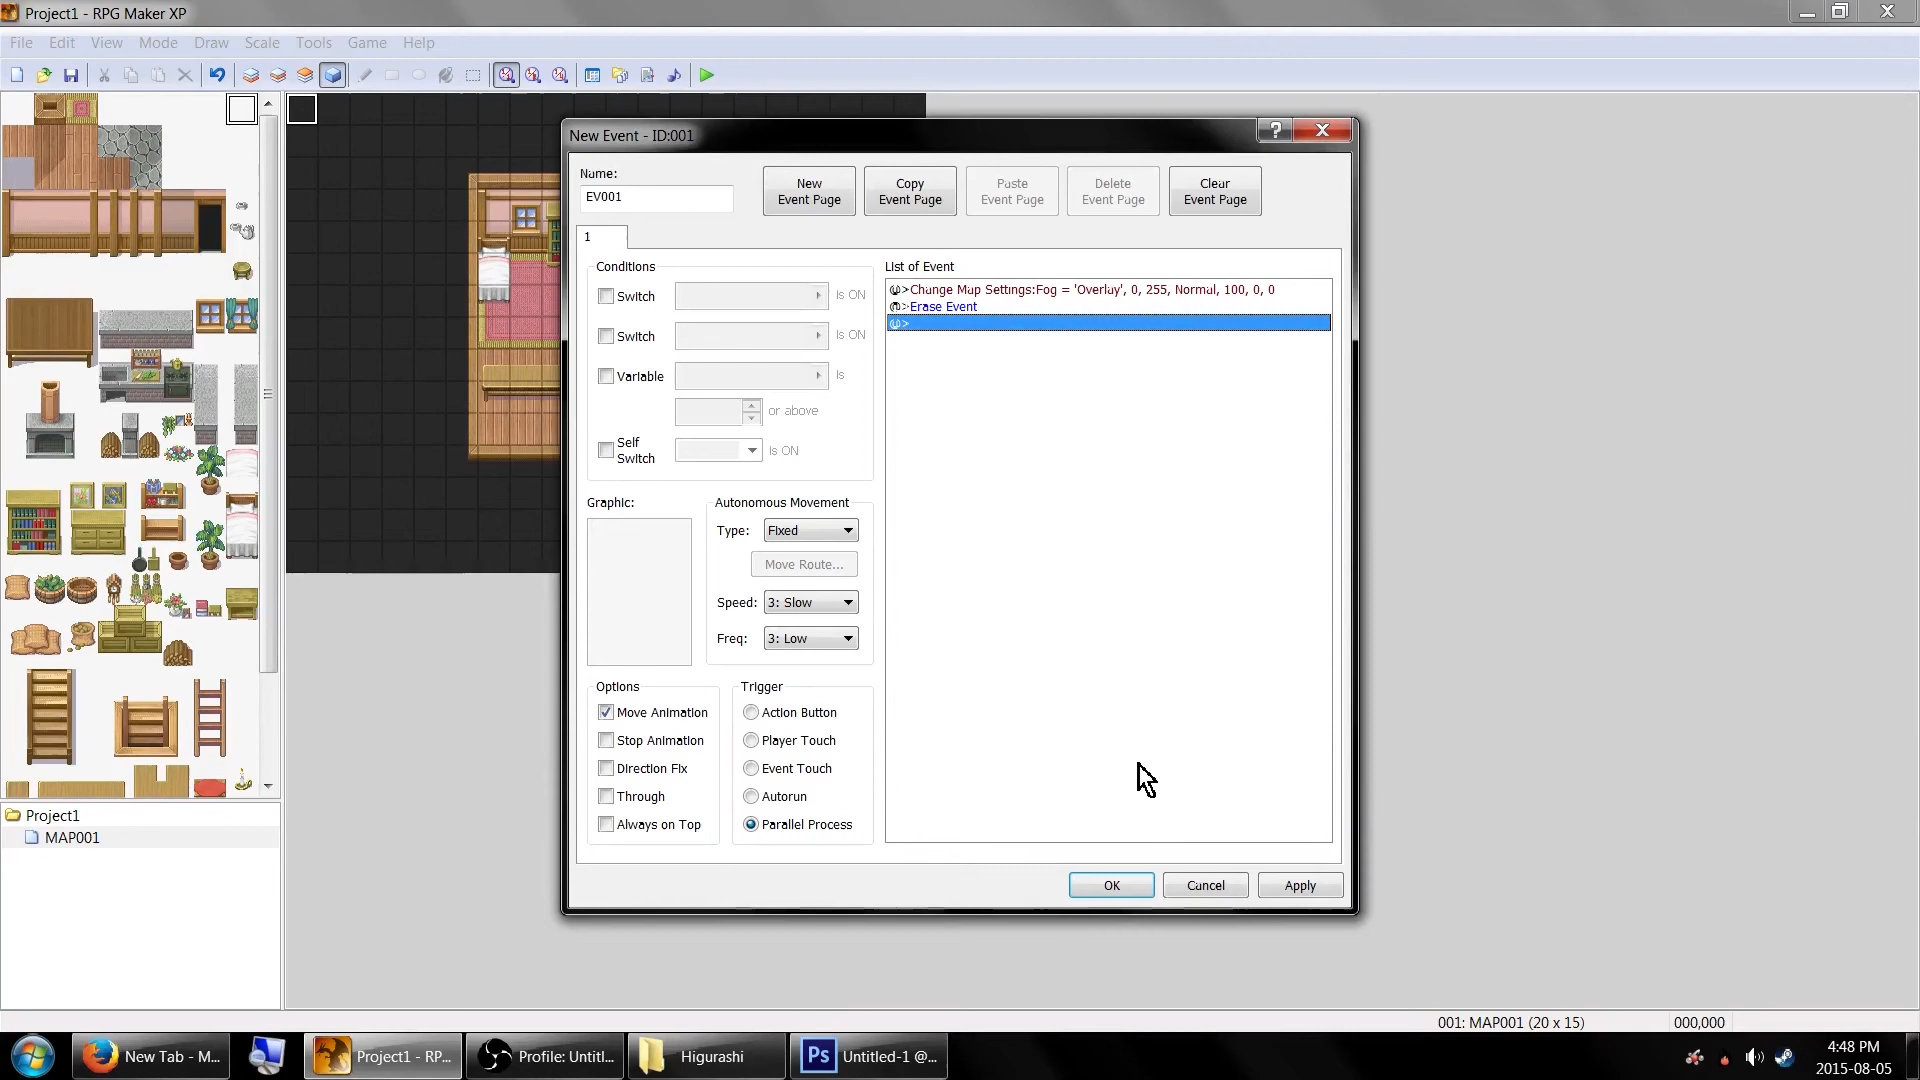 Project1 - RPG Maker XP
File Edit View Mode Draw Scale Tools Game Help
New Event - ID:001
Name:
EV001
New Event Page
Copy Event Page
Paste Event Page
Delete Event Page
Clear Event Page
1
Conditions
Switch Is ON
Switch Is ON
Variable Is
or above
Self Switch Is ON
Graphic:
Autonomous Movement
Type: Fixed
Move Route...
Speed: 3: Slow
Freq: 3: Low
Options
Move Animation
Stop Animation
Direction Fix
Through
Always on Top
Trigger
Action Button
Player Touch
Event Touch
Autorun
Parallel Process
List of Event
@>Change Map Settings:Fog = 'Overlay', 0, 255, Normal, 100, 0, 0
@>Erase Event
@>
OK Cancel Apply
Project1
MAP001
001: MAP001 (20 x 15) 000,000
New Tab - M...
Project1 - RP...
Profile: Untitl...
Higurashi
Ps Untitled-1 @...
4:48 PM
2015-08-05